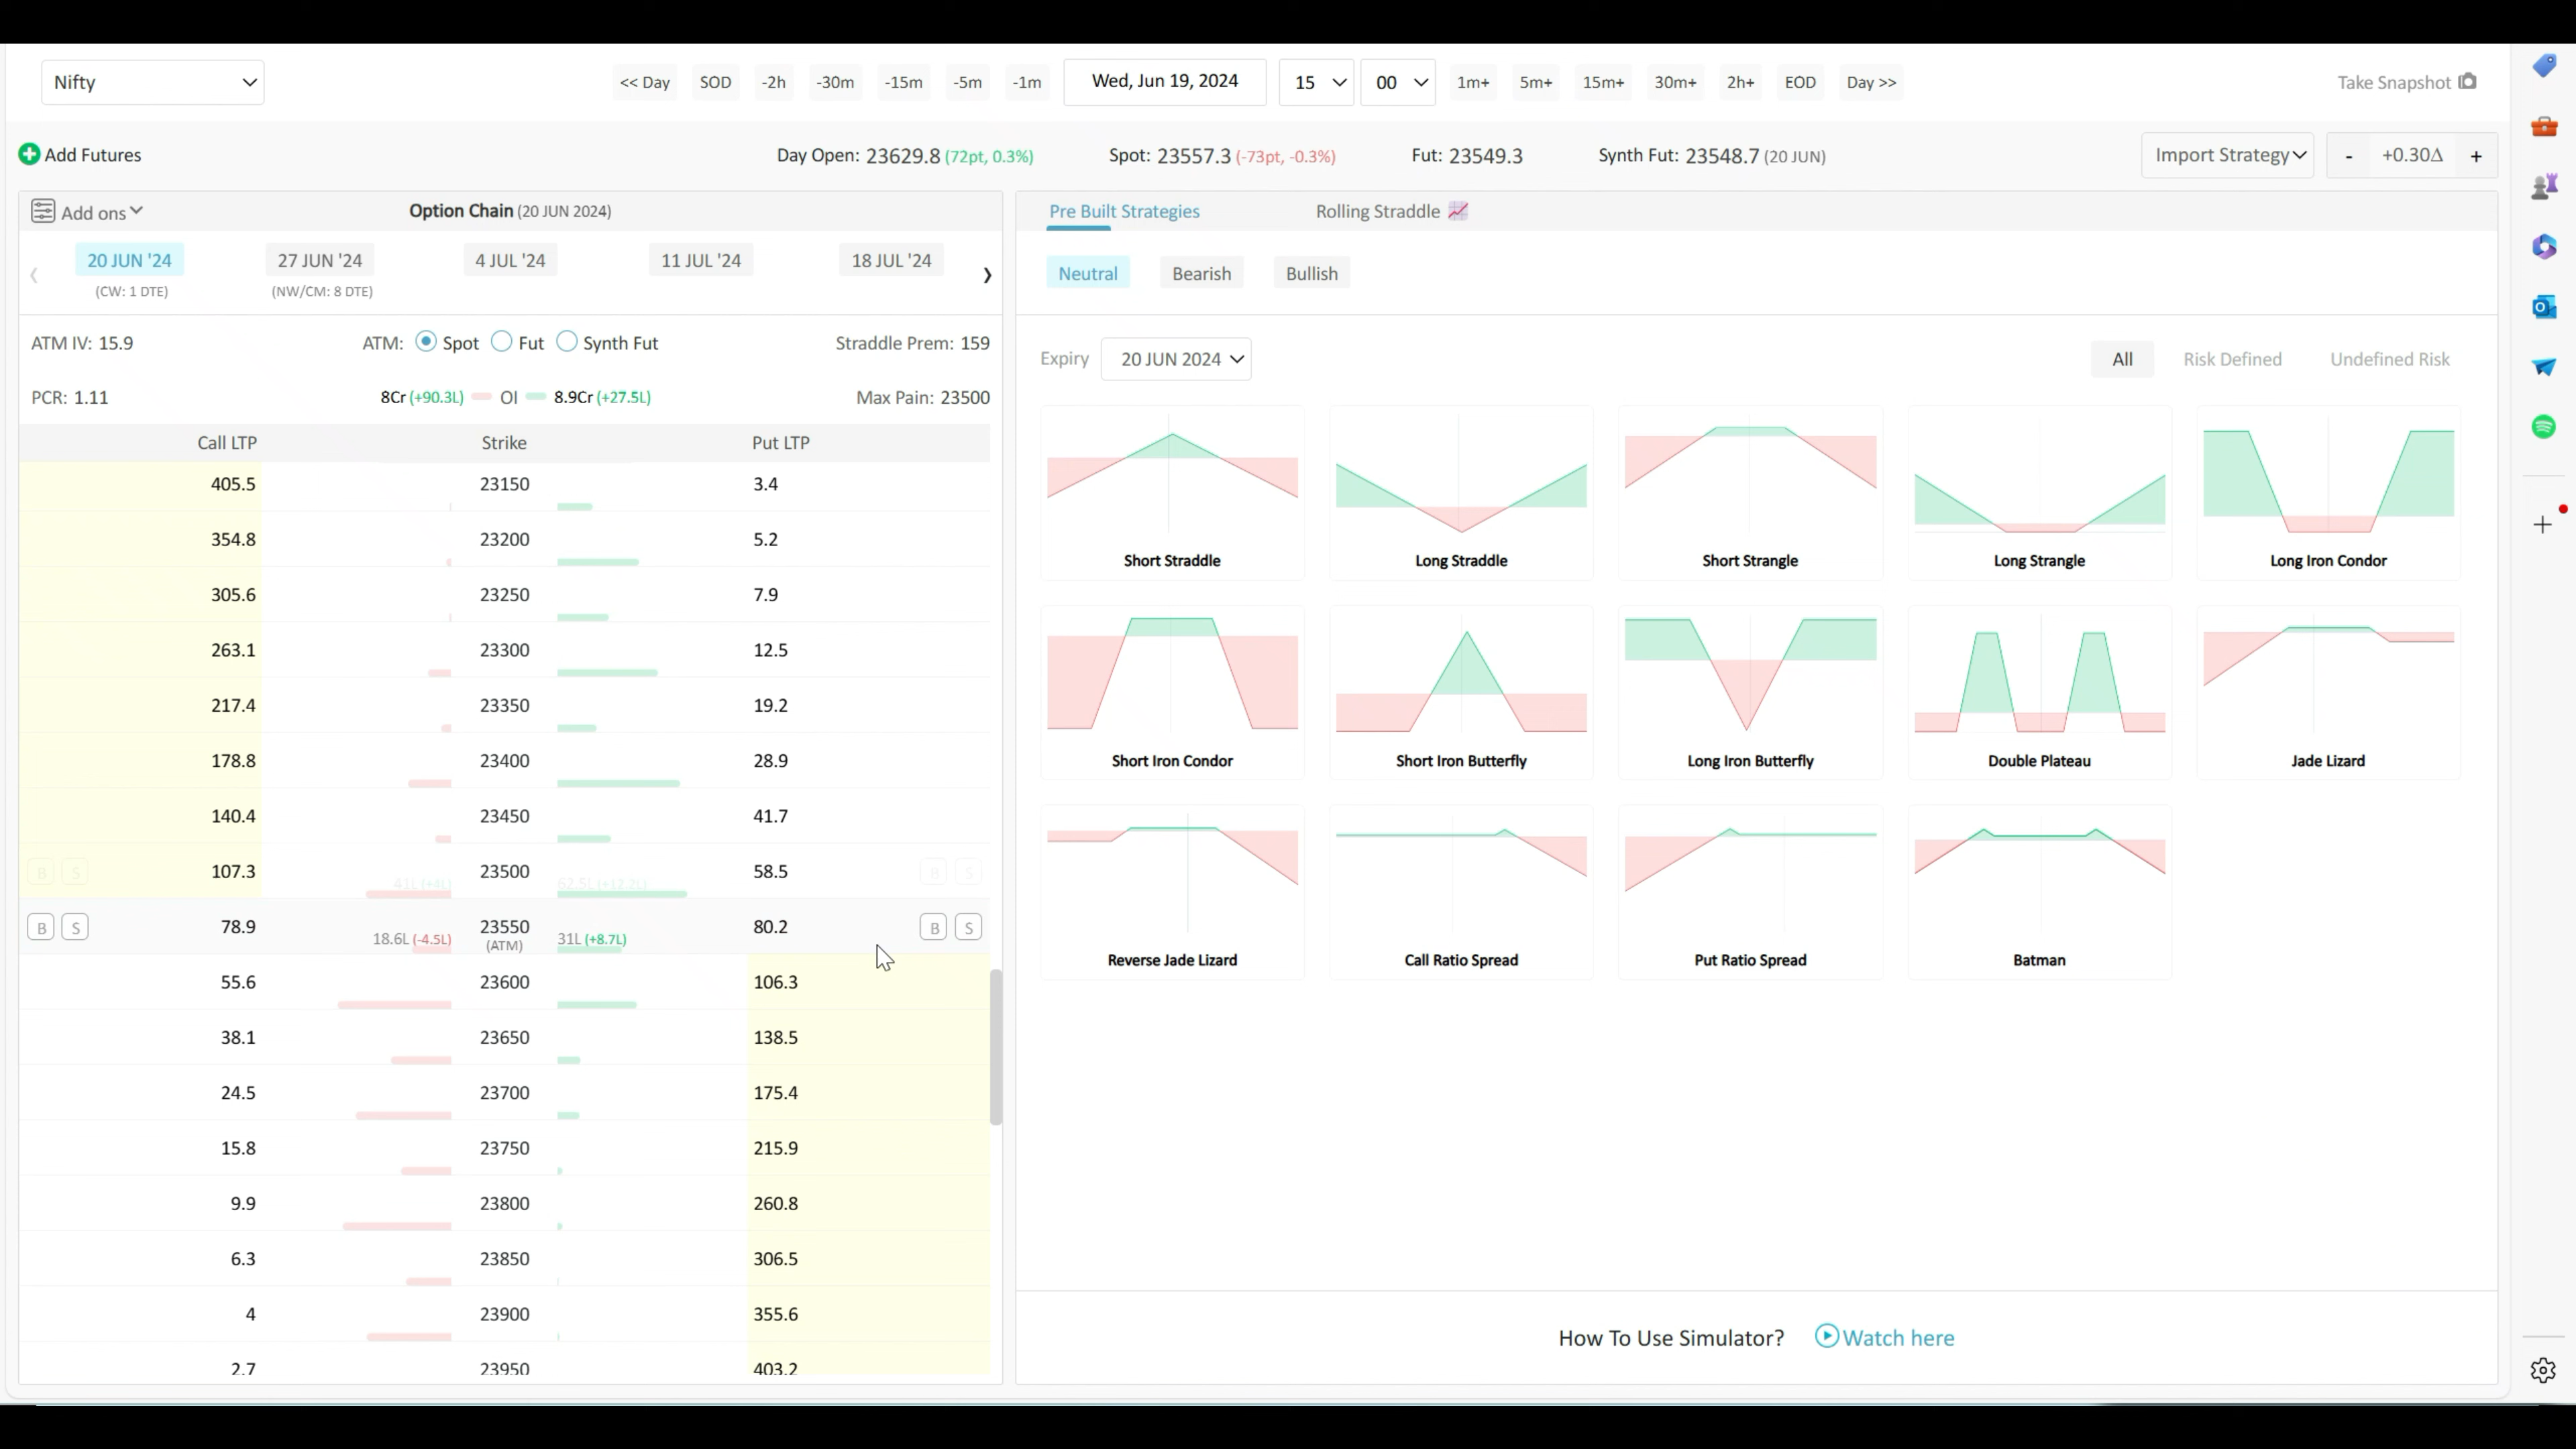 Nifty
<< Day SOD -2h -30m -15m -5m -1m Wed, Jun 19, 2024 15 00 1m+ 5m+ 15m+ 30m+ 2h+ EOD Day >>
Take Snapshot
Add Futures
Day Open: 23629.8 (72pt, 0.3%) Spot: 23557.3 (-73pt, -0.3%) Fut: 23549.3 Synth Fut: 23548.7 (20 JUN)
Import Strategy - +0.30Δ +
Add ons Option Chain (20 JUN 2024)
20 JUN '24 27 JUN '24 4 JUL '24 11 JUL '24 18 JUL '24
(CW: 1 DTE) (NW/CM: 8 DTE)
ATM IV: 15.9 ATM: Spot Fut Synth Fut Straddle Prem: 159
PCR: 1.11 8Cr (+90.3L) OI 8.9Cr (+27.5L) Max Pain: 23500
Call LTP Strike Put LTP
405.5 23150 3.4
354.8 23200 5.2
305.6 23250 7.9
263.1 23300 12.5
217.4 23350 19.2
178.8 23400 28.9
140.4 23450 41.7
B S 107.3 23500 58.5 B S
41L (+4L) 62.5L (+12.2L)
B S 78.9 23550 80.2 B S
18.6L (-4.5L) (ATM) 31L (+8.7L)
55.6 23600 106.3
38.1 23650 138.5
24.5 23700 175.4
15.8 23750 215.9
9.9 23800 260.8
6.3 23850 306.5
4 23900 355.6
2.7 23950 403.2
Pre Built Strategies Rolling Straddle
Neutral Bearish Bullish
Expiry 20 JUN 2024 All Risk Defined Undefined Risk
Short Straddle Long Straddle Short Strangle Long Strangle Long Iron Condor
Short Iron Condor Short Iron Butterfly Long Iron Butterfly Double Plateau Jade Lizard
Reverse Jade Lizard Call Ratio Spread Put Ratio Spread Batman
How To Use Simulator? Watch here